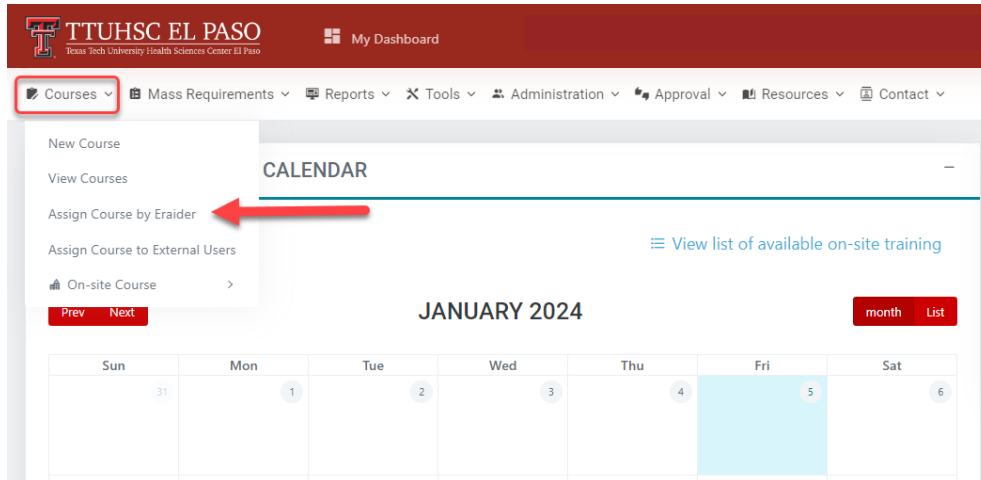 TTUHSC EL PASO
Texas Tech University Health Sciences Center El Paso
My Dashboard
Courses Mass Requirements Reports Tools Administration Approval Resources Contact
New Course
View Courses
CALENDAR
Assign Course by Eraider
Assign Course to External Users
View list of available on-site training
On-site Course
Prev Next
JANUARY 2024
month List
Sun Mon Tue Wed Thu Fri Sat
31 1 2 3 4 5 6